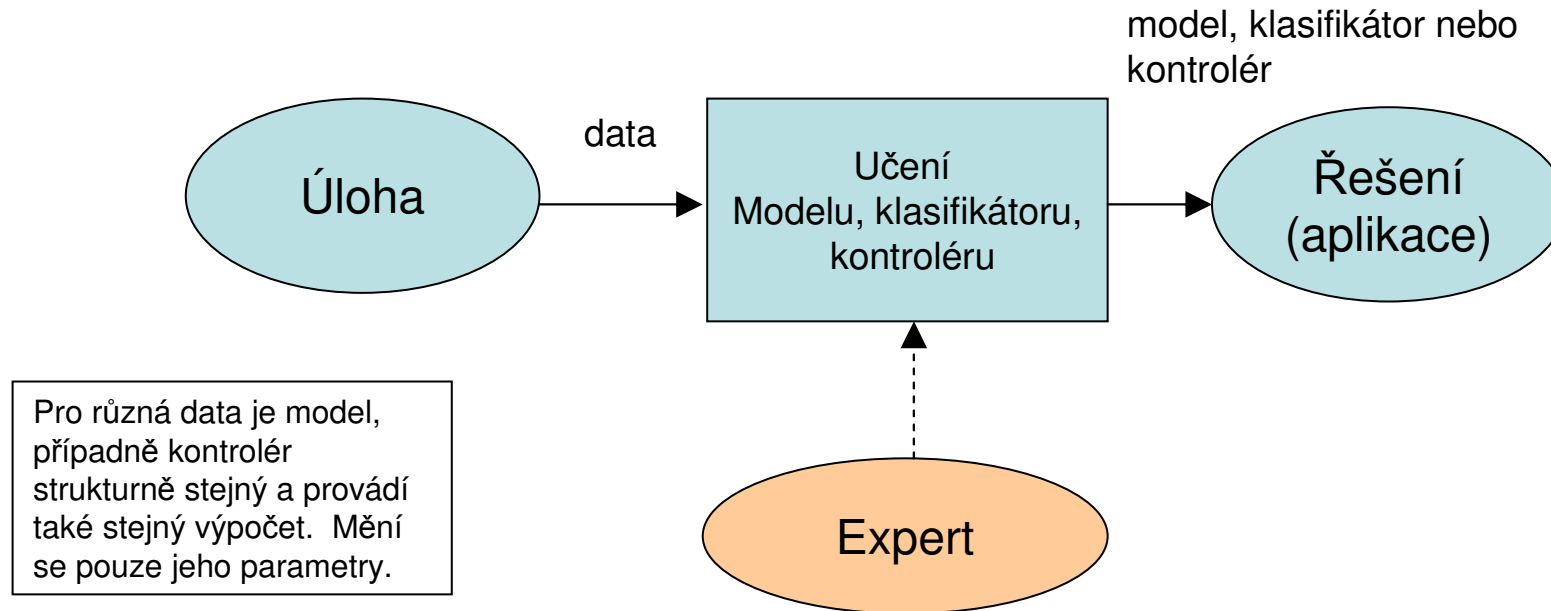 model, klasifikátor nebo
kontrolér
data
Úloha
Učení
Modelu, klasifikátoru,
kontroléru
Řešení
(aplikace)
Pro různá data je model,
případně kontrolér
strukturně stejný a provádí
také stejný výpočet. Mění
se pouze jeho parametry.
Expert